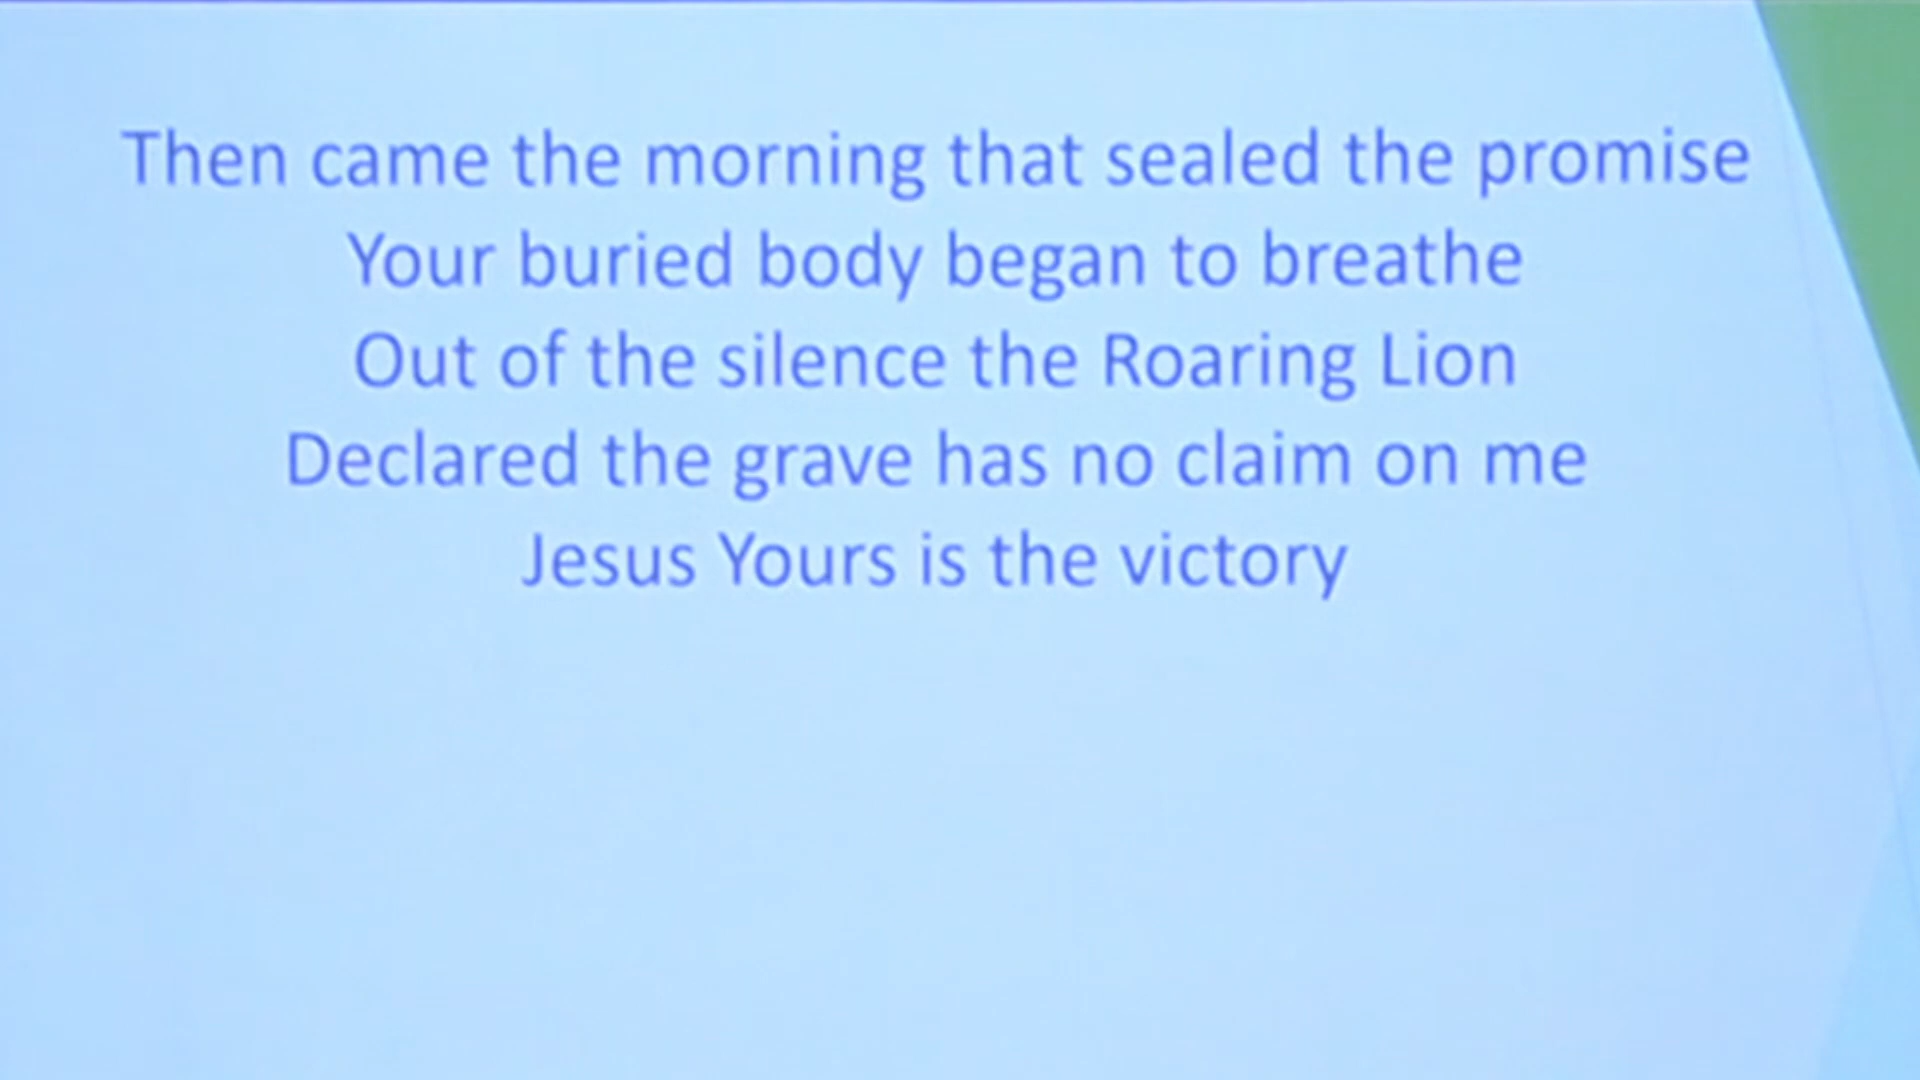 Then came the morning that sealed the promise
Your buried body began to breathe
Out of the silence the Roaring Lion
Declared the grave has no claim on me
Jesus Yours is the victory